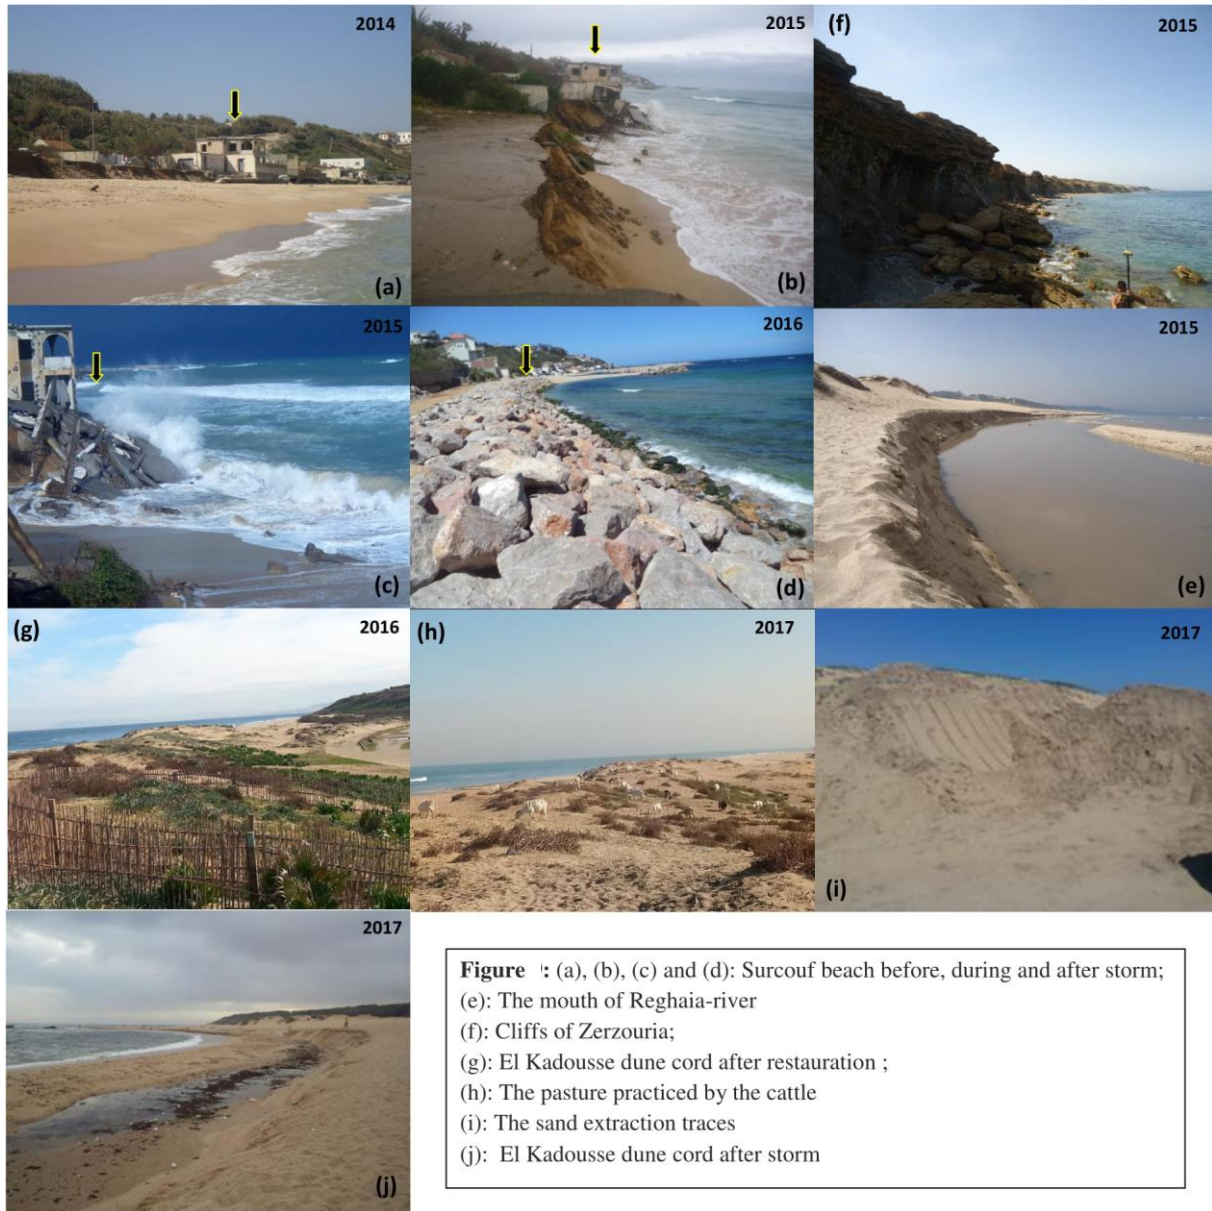 2014
(a)
2015
(b)
(f)
2015
2015
(c)
2016
(d)
2015
(e)
(g)
2016
(h)
2017
2017
(i)
2017
(j)
Figure : (a), (b), (c) and (d): Surcouf beach before, during and after storm;
(e): The mouth of Reghaia-river
(f): Cliffs of Zerzouria;
(g): El Kadousse dune cord after restauration ;
(h): The pasture practiced by the cattle
(i): The sand extraction traces
(j): El Kadousse dune cord after storm